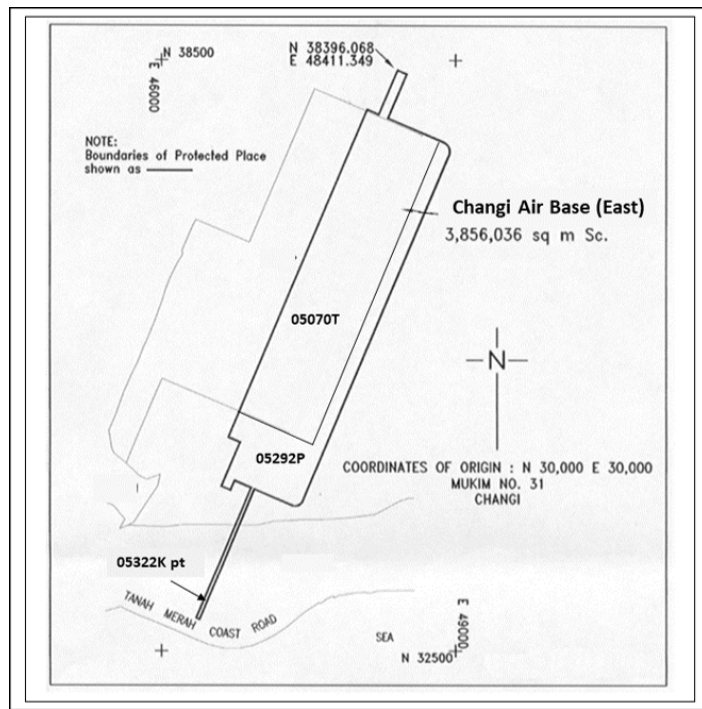 N 38500
E 46000
N 38396.068
E 48411.349
NOTE:
Boundaries of Protected Place
shown as
Changi Air Base (East)
3,856,036 sq m Sc.
05070T
N
05292P
COORDINATES OF ORIGIN : N 30,000 E 30,000
MUKIM NO. 31
CHANGI
05322K pt
TANAH MERAH COAST ROAD
SEA
E 49000
N 32500